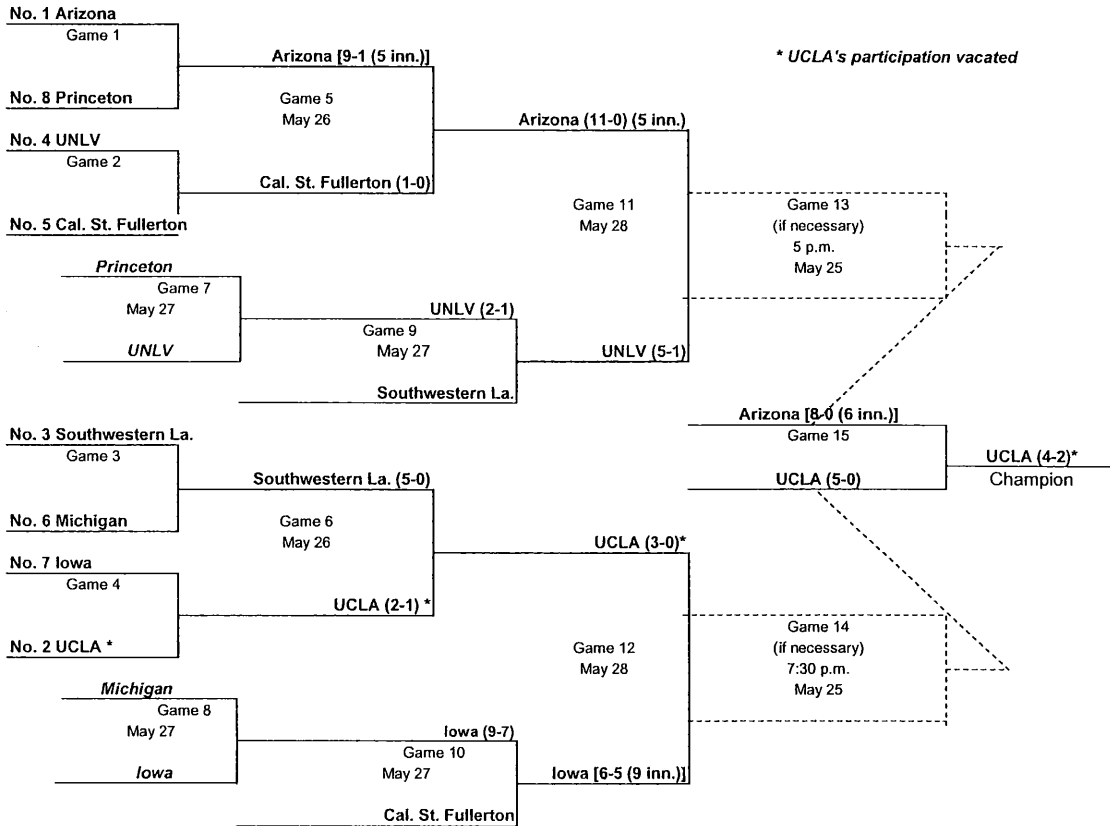 No. 1 Arizona
Game 1
Arizona [9-1 (5 inn.)]
* UCLA's participation vacated
No. 8 Princeton
Game 5
May 26
Arizona (11-0) (5 inn.)
No. 4 UNLV
Game 2
Cal. St. Fullerton (1-0)
No. 5 Cal. St. Fullerton
Game 11
May 28
Game 13
(if necessary)
5 p.m.
May 25
Princeton
Game 7
May 27
UNLV (2-1)
UNLV
Game 9
May 27
UNLV (5-1)
Southwestern La.
No. 3 Southwestern La.
Game 3
Southwestern La. (5-0)
Arizona [8-0 (6 inn.)]
Game 15
UCLA (4-2)*
Champion
UCLA (5-0)
No. 6 Michigan
Game 6
May 26
UCLA (3-0)*
No. 7 Iowa
Game 4
UCLA (2-1) *
No. 2 UCLA *
Game 12
May 28
Game 14
(if necessary)
7:30 p.m.
May 25
Michigan
Game 8
May 27
Iowa (9-7)
Iowa
Game 10
May 27
Iowa [6-5 (9 inn.)]
Cal. St. Fullerton